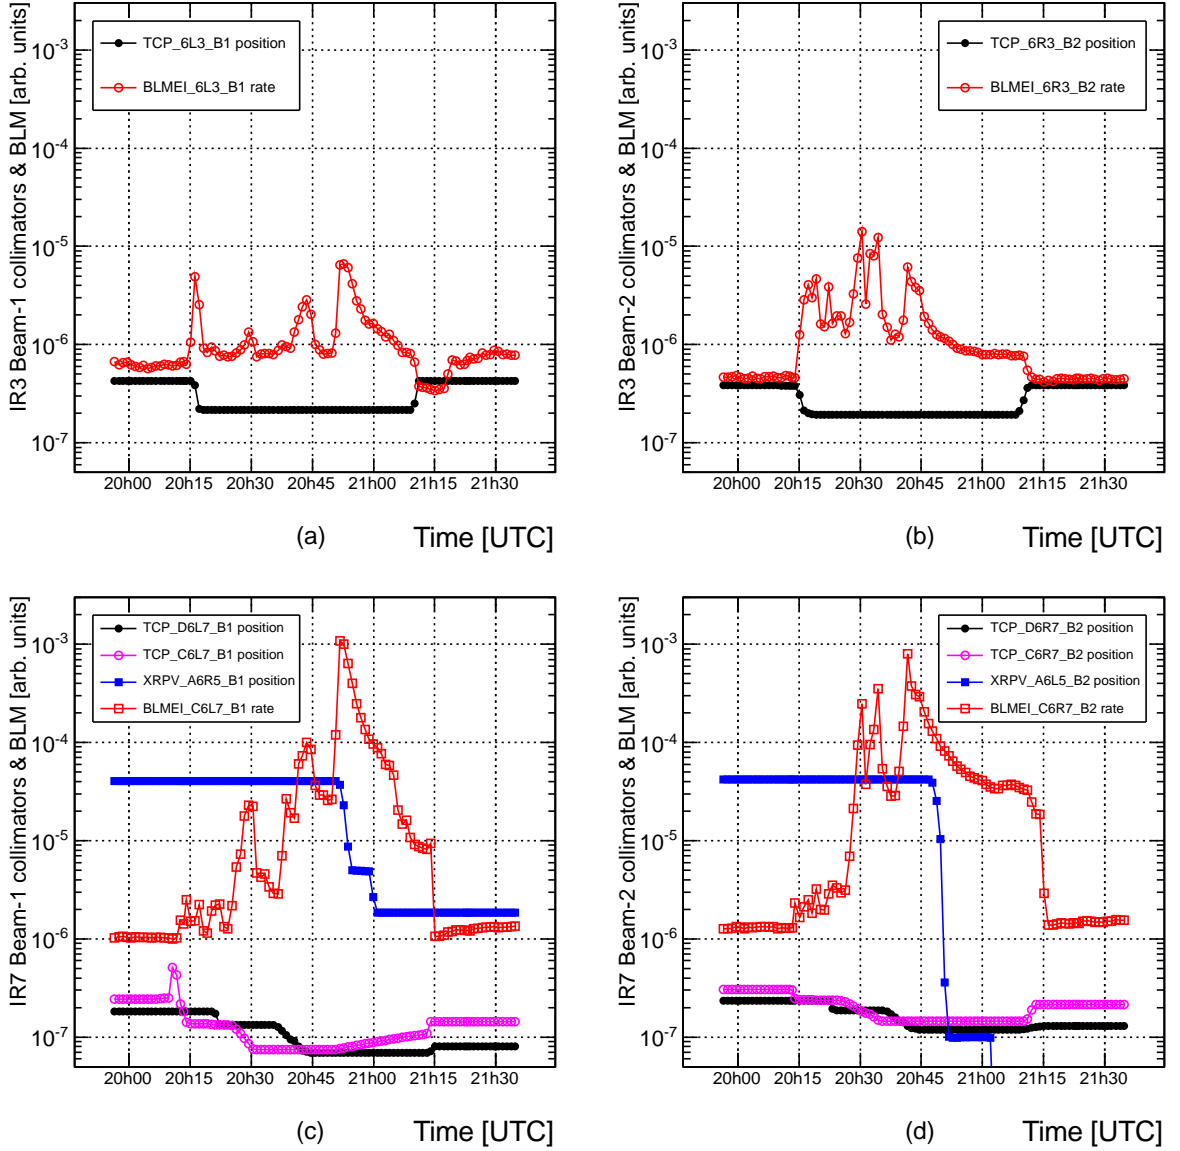 IR3 Beam-1 collimators & BLM [arb. units]
TCP_6L3_B1 position
BLMEI_6L3_B1 rate
10-3
10-4
10-5
10-6
10-7
20h00 20h15 20h30 20h45 21h00 21h15 21h30
(a) Time [UTC]
IR3 Beam-2 collimators & BLM [arb. units]
TCP_6R3_B2 position
BLMEI_6R3_B2 rate
10-3
10-4
10-5
10-6
10-7
20h00 20h15 20h30 20h45 21h00 21h15 21h30
(b) Time [UTC]
IR7 Beam-1 collimators & BLM [arb. units]
TCP_D6L7_B1 position
TCP_C6L7_B1 position
XRPV_A6R5_B1 position
BLMEI_C6L7_B1 rate
10-3
10-4
10-5
10-6
10-7
20h00 20h15 20h30 20h45 21h00 21h15 21h30
(c) Time [UTC]
IR7 Beam-2 collimators & BLM [arb. units]
TCP_D6R7_B2 position
TCP_C6R7_B2 position
XRPV_A6L5_B2 position
BLMEI_C6R7_B2 rate
10-3
10-4
10-5
10-6
10-7
20h00 20h15 20h30 20h45 21h00 21h15 21h30
(d) Time [UTC]